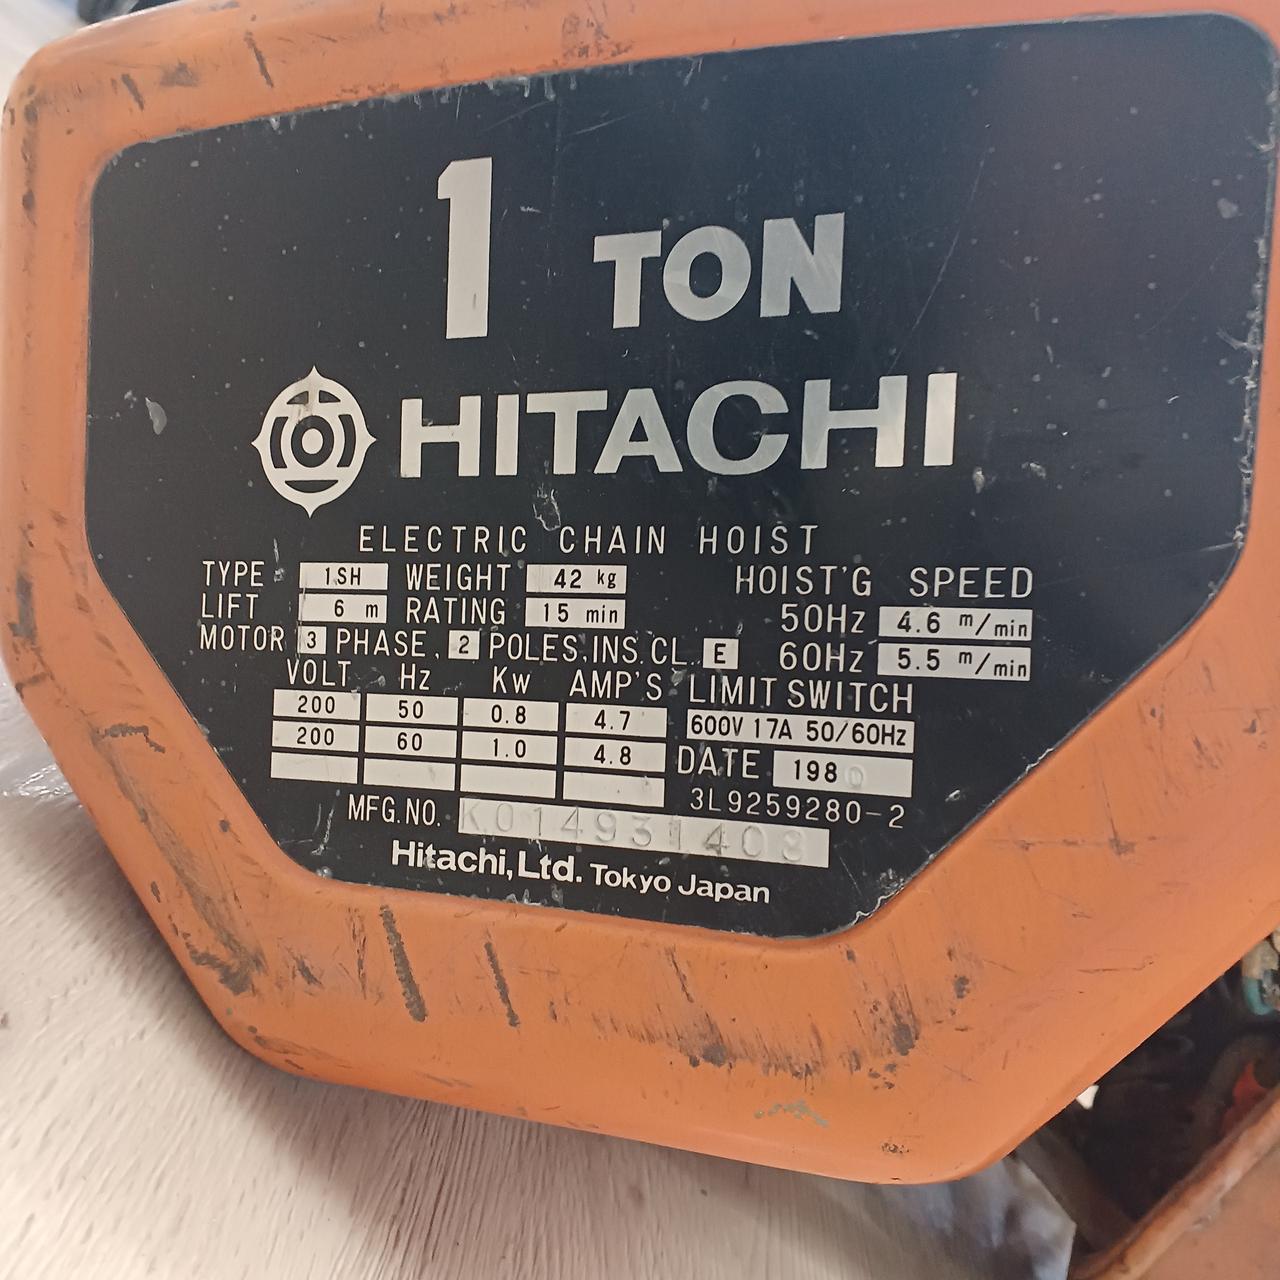 1 TON
HITACHI
ELECTRIC CHAIN HOIST
TYPE 1SH WEIGHT 42 kg HOIST'G SPEED
LIFT 6 m RATING 15 min 50Hz 4.6 m/min
MOTOR 3 PHASE, 2 POLES, INS. CL. E 60Hz 5.5 m/min
VOLT Hz Kw AMP'S LIMIT SWITCH
200 50 0.8 4.7 600V 17A 50/60Hz
200 60 1.0 4.8 DATE 1980
3L9259280-2
MFG. NO. K014931408
Hitachi, Ltd. Tokyo Japan